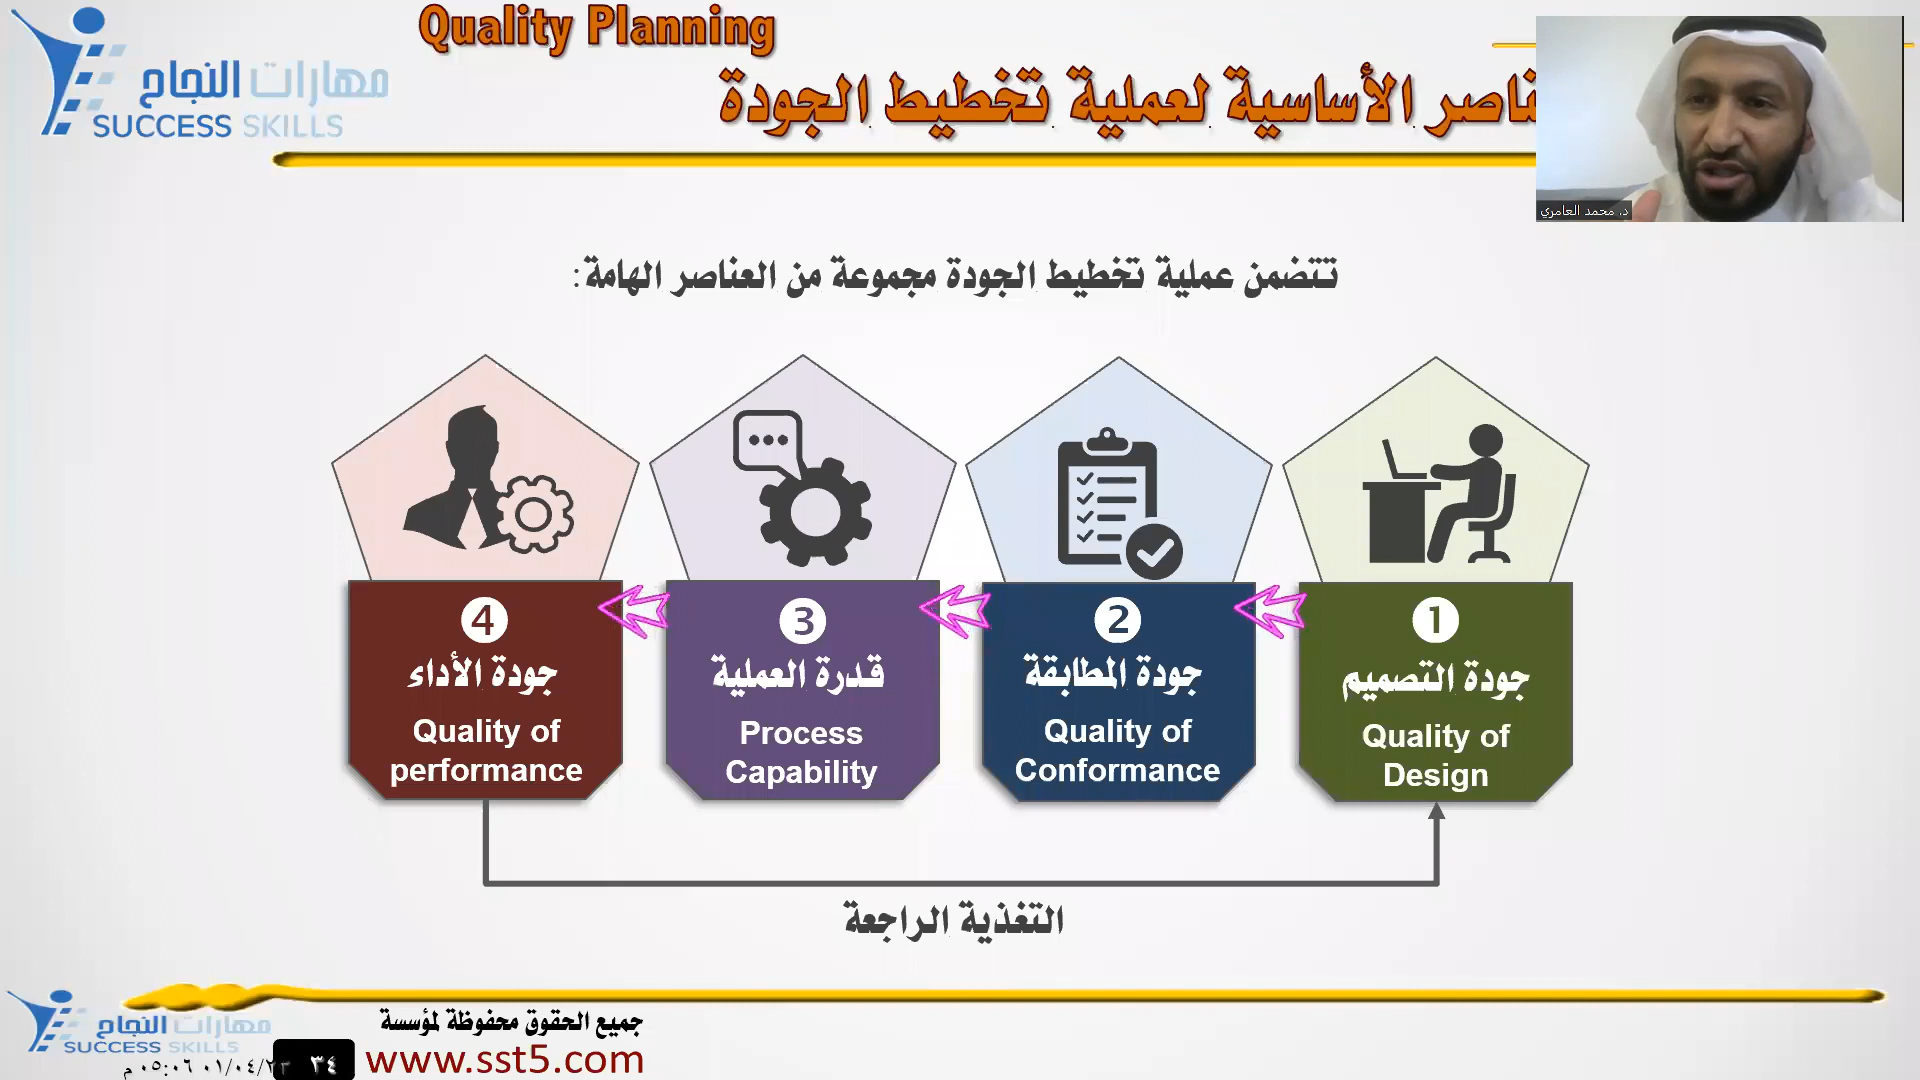 Quality Planning
مهارات النجاح
SUCCESS SKILLS
الأساسية لعملية تخطيط الجودة
د. محمد العامري
تتضمن عملية تخطيط الجودة مجموعة من العناصر الهامة:
1
جودة التصميم
Quality of
Design
2
جودة المطابقة
Quality of
Conformance
3
قدرة العملية
Process
Capability
4
جودة الأداء
Quality of
performance
التغذية الراجعة
جميع الحقوق محفوظة لمؤسسة
www.sst5.com
مهارات النجاح
SUCCESS SKILLS
٣٤
٠٥:٠٦ م